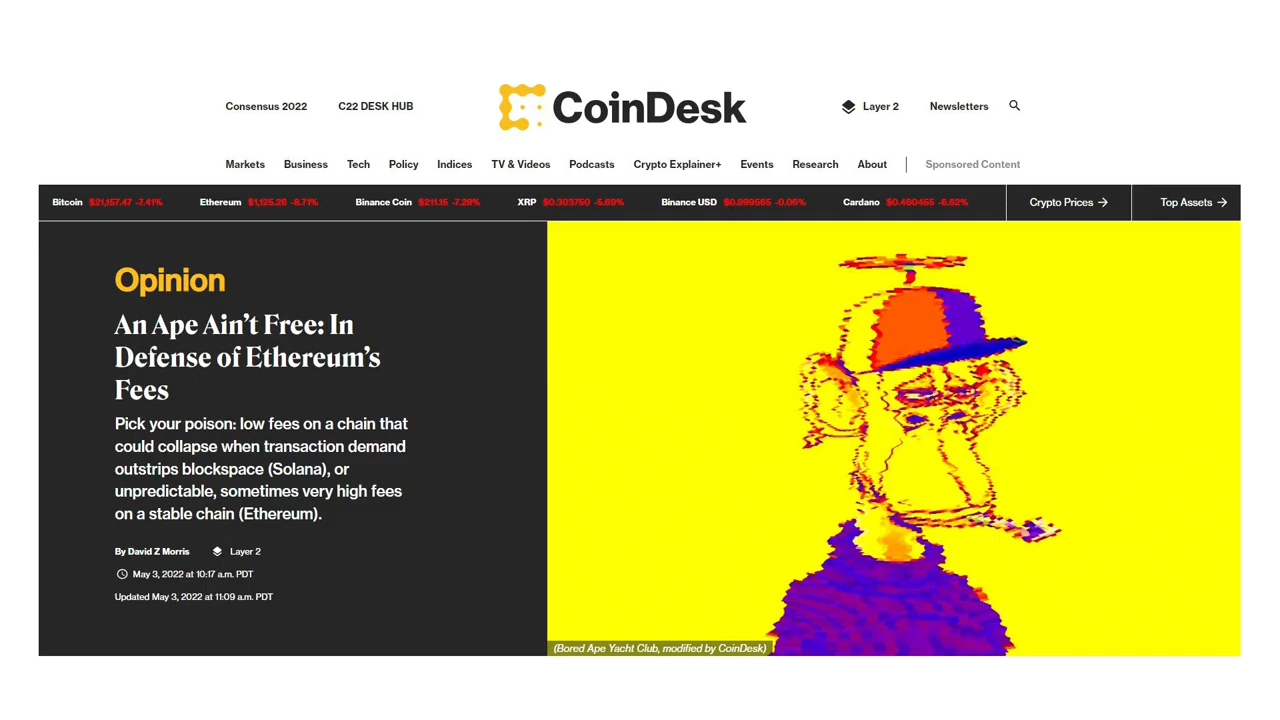 Consensus 2022 C22 DESK HUB CoinDesk Layer 2 Newsletters
Markets Business Tech Policy Indices TV & Videos Podcasts Crypto Explainer+ Events Research About Sponsored Content
Bitcoin $21,157.47 -7.41% Ethereum $1,125.28 -8.71% Binance Coin $211.15 -7.28% XRP $0.303750 -5.69% Binance USD $0.999565 -0.06% Cardano $0.460455 -6.62% Crypto Prices → Top Assets →
Opinion
An Ape Ain’t Free: In
Defense of Ethereum’s
Fees
Pick your poison: low fees on a chain that
could collapse when transaction demand
outstrips blockspace (Solana), or
unpredictable, sometimes very high fees
on a stable chain (Ethereum).
By David Z Morris Layer 2
May 3, 2022 at 10:17 a.m. PDT
Updated May 3, 2022 at 11:09 a.m. PDT
(Bored Ape Yacht Club, modified by CoinDesk)